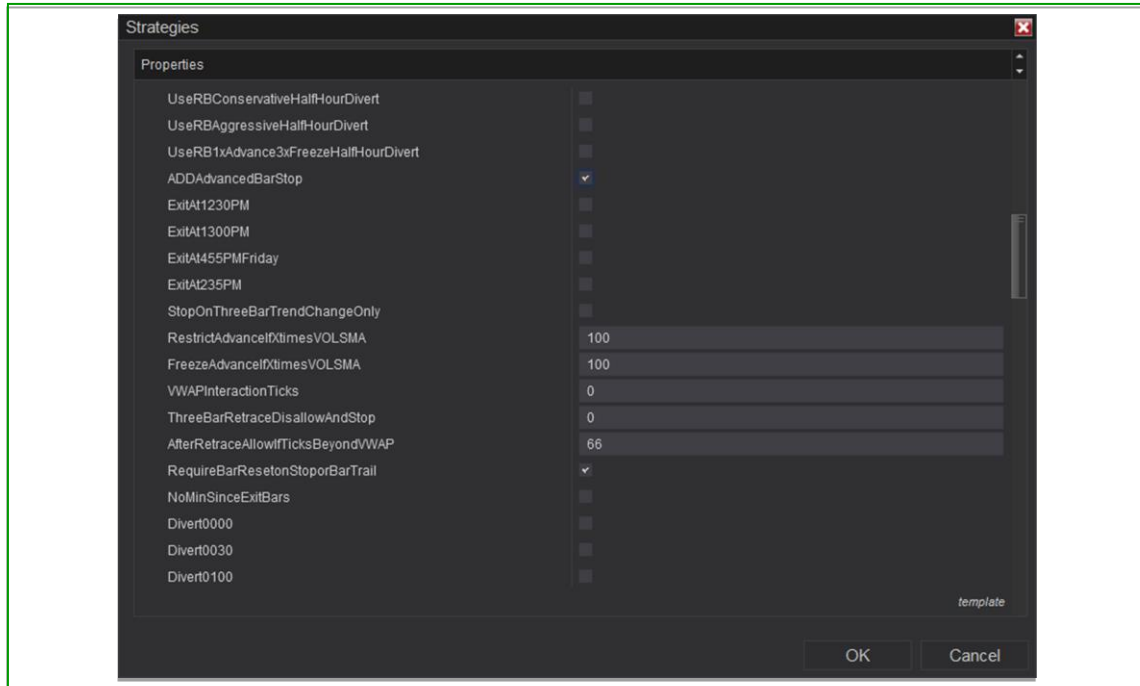 Strategies
Properties
UseRBConservativeHalfHourDivert
UseRBAggressiveHalfHourDivert
UseRB1xAdvance3xFreezeHalfHourDivert
ADDAdvancedBarStop
ExitAt1230PM
ExitAt1300PM
ExitAt455PMFriday
ExitAt235PM
StopOnThreeBarTrendChangeOnly
RestrictAdvanceIfXtimesVOLSMA 100
FreezeAdvanceIfXtimesVOLSMA 100
VWAPInteractionTicks 0
ThreeBarRetraceDisallowAndStop 0
AfterRetraceAllowIfTicksBeyondVWAP 66
RequireBarResetonStoporBarTrail
NoMinSinceExitBars
Divert0000
Divert0030
Divert0100
template
OK Cancel